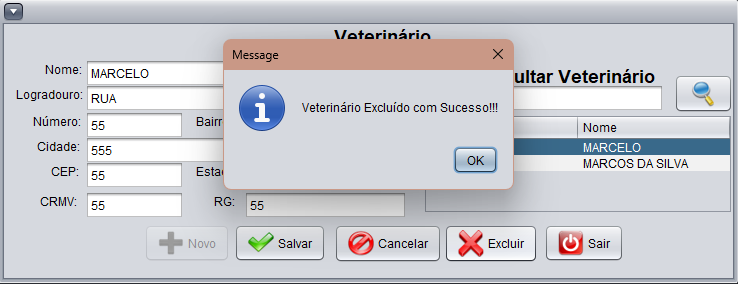 Veterinário
Message
Nome:
MARCELO
Logradouro:
RUA
Número:
55
Bairr
Cidade:
555
CEP:
55
Esta
CRMV:
55
RG:
55
Veterinário Excluído com Sucesso!!!
OK
ultar Veterinário
Nome
MARCELO
MARCOS DA SILVA
Novo
Salvar
Cancelar
Excluir
Sair